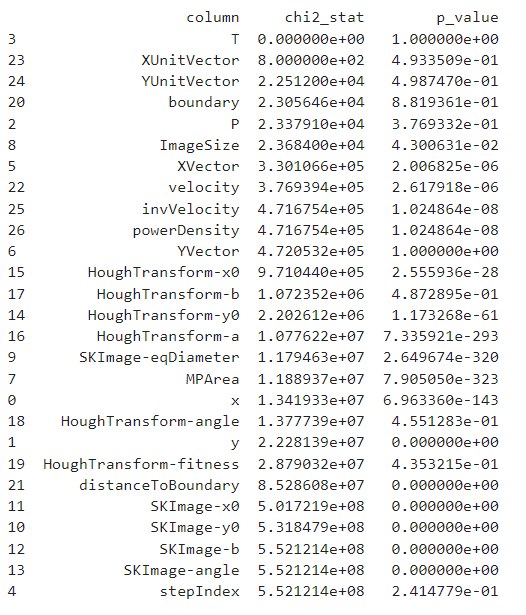 column chi2_stat p_value
3 T 0.000000e+00 1.000000e+00
23 XUnitVector 8.000000e+02 4.933509e-01
24 YUnitVector 2.251200e+04 4.987470e-01
20 boundary 2.305646e+04 8.819361e-01
2 P 2.337910e+04 3.769332e-01
8 ImageSize 2.368400e+04 4.300631e-02
5 XVector 3.301066e+05 2.006825e-06
22 velocity 3.769394e+05 2.617918e-06
25 invVelocity 4.716754e+05 1.024864e-08
26 powerDensity 4.716754e+05 1.024864e-08
6 YVector 4.720532e+05 1.000000e+00
15 HoughTransform-x0 9.710440e+05 2.555936e-28
17 HoughTransform-b 1.072352e+06 4.872895e-01
14 HoughTransform-y0 2.202612e+06 1.173268e-61
16 HoughTransform-a 1.077622e+07 7.335921e-293
9 SKImage-eqDiameter 1.179463e+07 2.649674e-320
7 MPArea 1.188937e+07 7.905050e-323
0 x 1.341933e+07 6.963360e-143
18 HoughTransform-angle 1.377739e+07 4.551283e-01
1 y 2.228139e+07 0.000000e+00
19 HoughTransform-fitness 2.879032e+07 4.353215e-01
21 distanceToBoundary 8.528608e+07 0.000000e+00
11 SKImage-x0 5.017219e+08 0.000000e+00
10 SKImage-y0 5.318479e+08 0.000000e+00
12 SKImage-b 5.521214e+08 0.000000e+00
13 SKImage-angle 5.521214e+08 0.000000e+00
4 stepIndex 5.521214e+08 2.414779e-01